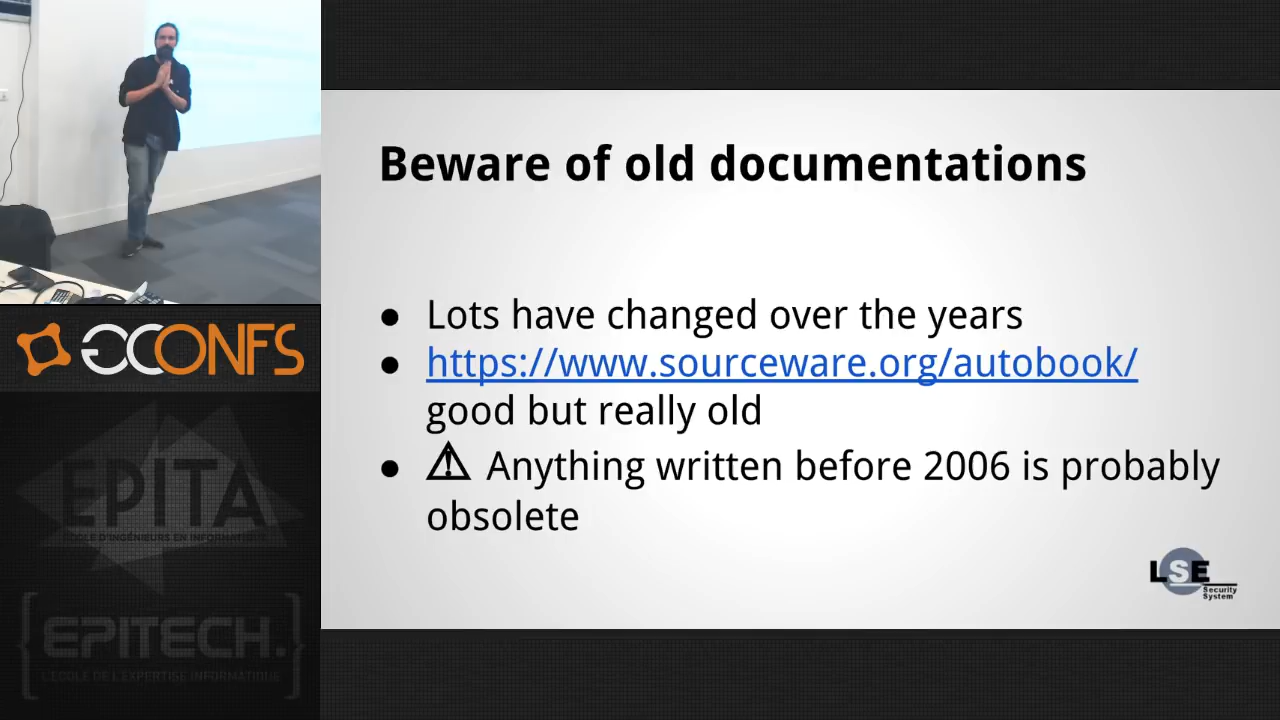 Beware of old documentations
● Lots have changed over the years
● https://www.sourceware.org/autobook/
good but really old
● ⚠ Anything written before 2006 is probably
obsolete
LSE
Security
System
GCONFS
EPITA
ÉCOLE D'INGÉNIEURS EN INFORMATIQUE
{EPITECH.}
L'ÉCOLE DE L'EXPERTISE INFORMATIQUE